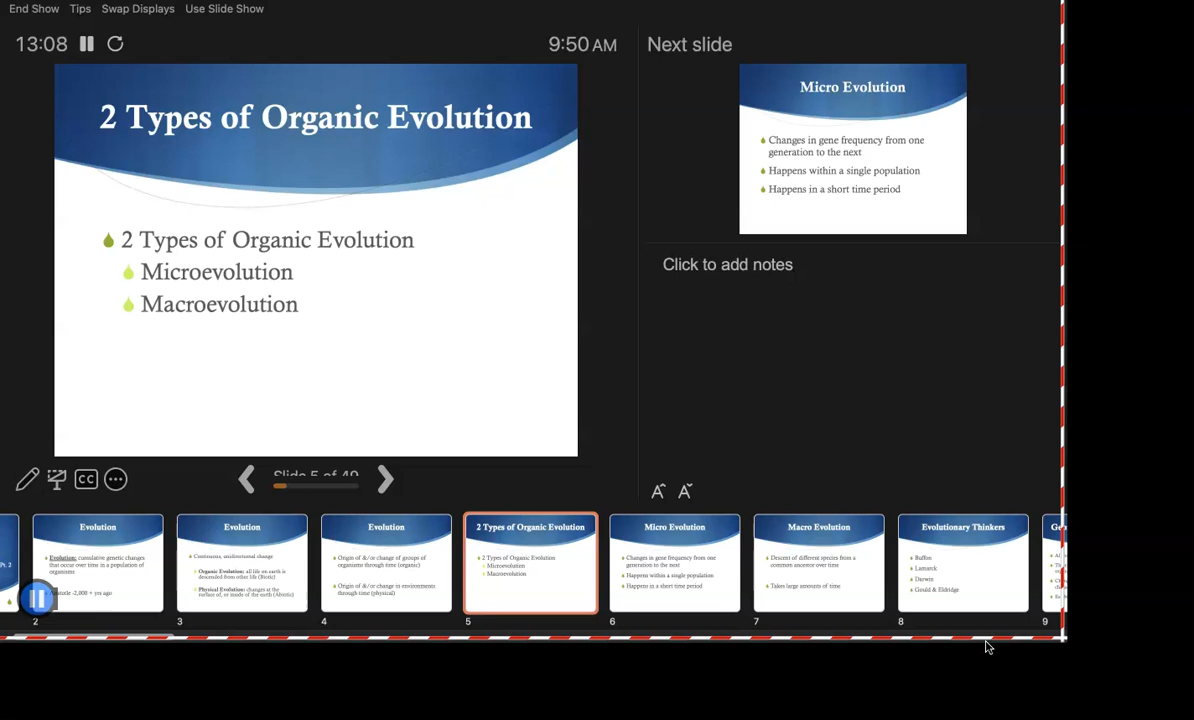 End Show Tips Swap Displays Use Slide Show
13:08
9:50 AM
Next slide
2 Types of Organic Evolution
2 Types of Organic Evolution
Microevolution
Macroevolution
Micro Evolution
Changes in gene frequency from one
generation to the next
Happens within a single population
Happens in a short time period
Click to add notes
CC
Slide 5 of 49
A A
Pt. 2
Evolution
Evolution: cumulative genetic changes
that occur over time in a population of
organisms
-2,000 + yrs ago
2
Evolution
Continuous, unidirectional change
Organic Evolution: all life on earth is
descended from other life (Biotic)
Physical Evolution: changes at the
surface of, or inside of the earth (Abiotic)
3
Evolution
Origin of &/or change of groups of
organisms through time (organic)
Origin of &/or change in environments
through time (physical)
4
2 Types of Organic Evolution
2 Types of Organic Evolution
Microevolution
Macroevolution
5
Micro Evolution
Changes in gene frequency from one
generation to the next
Happens within a single population
Happens in a short time period
6
Macro Evolution
Descent of different species from a
common ancestor over time
Takes large amounts of time
7
Evolutionary Thinkers
Buffon
Lamarck
Darwin
Gould & Eldridge
8
9